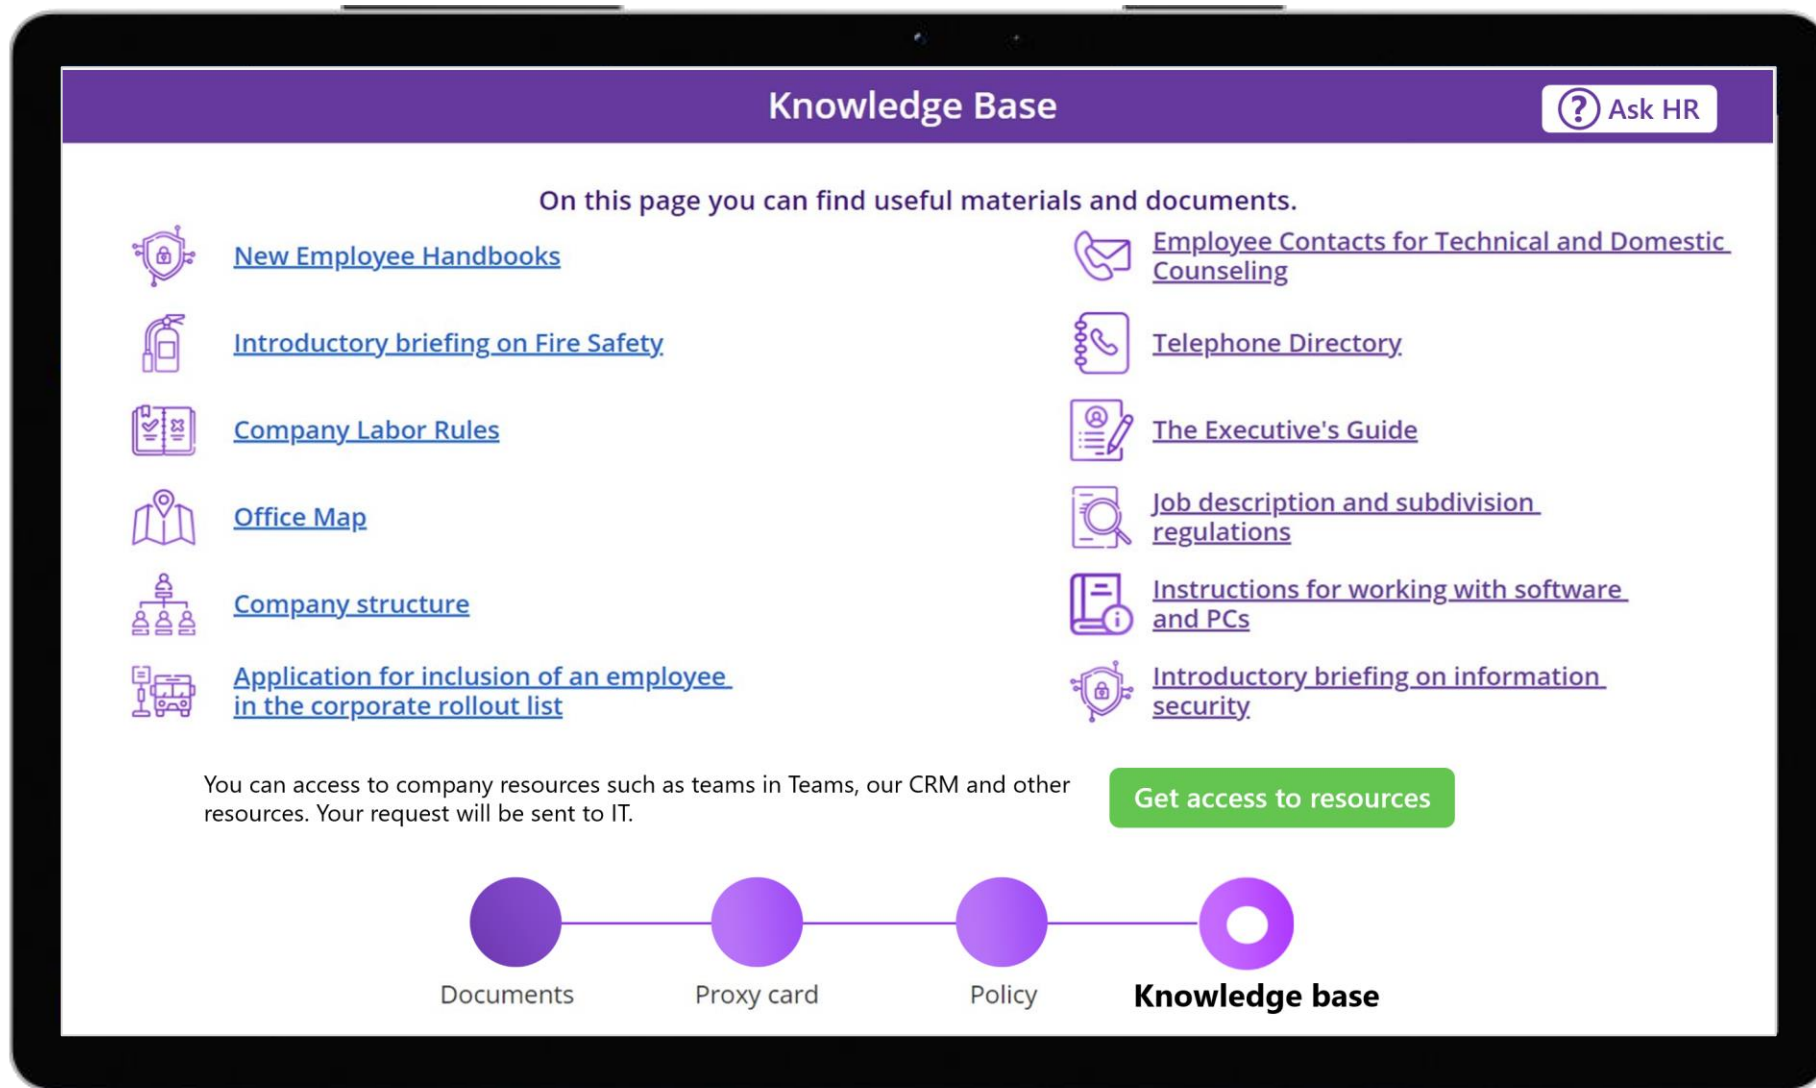 Knowledge Base
? Ask HR
On this page you can find useful materials and documents.
New Employee Handbooks
Introductory briefing on Fire Safety
Company Labor Rules
Office Map
Company structure
Application for inclusion of an employee
in the corporate rollout list
Employee Contacts for Technical and Domestic
Counseling
Telephone Directory
The Executive's Guide
Job description and subdivision
regulations
Instructions for working with software
and PCs
Introductory briefing on information
security
You can access to company resources such as teams in Teams, our CRM and other
resources. Your request will be sent to IT.
Get access to resources
Documents
Proxy card
Policy
Knowledge base